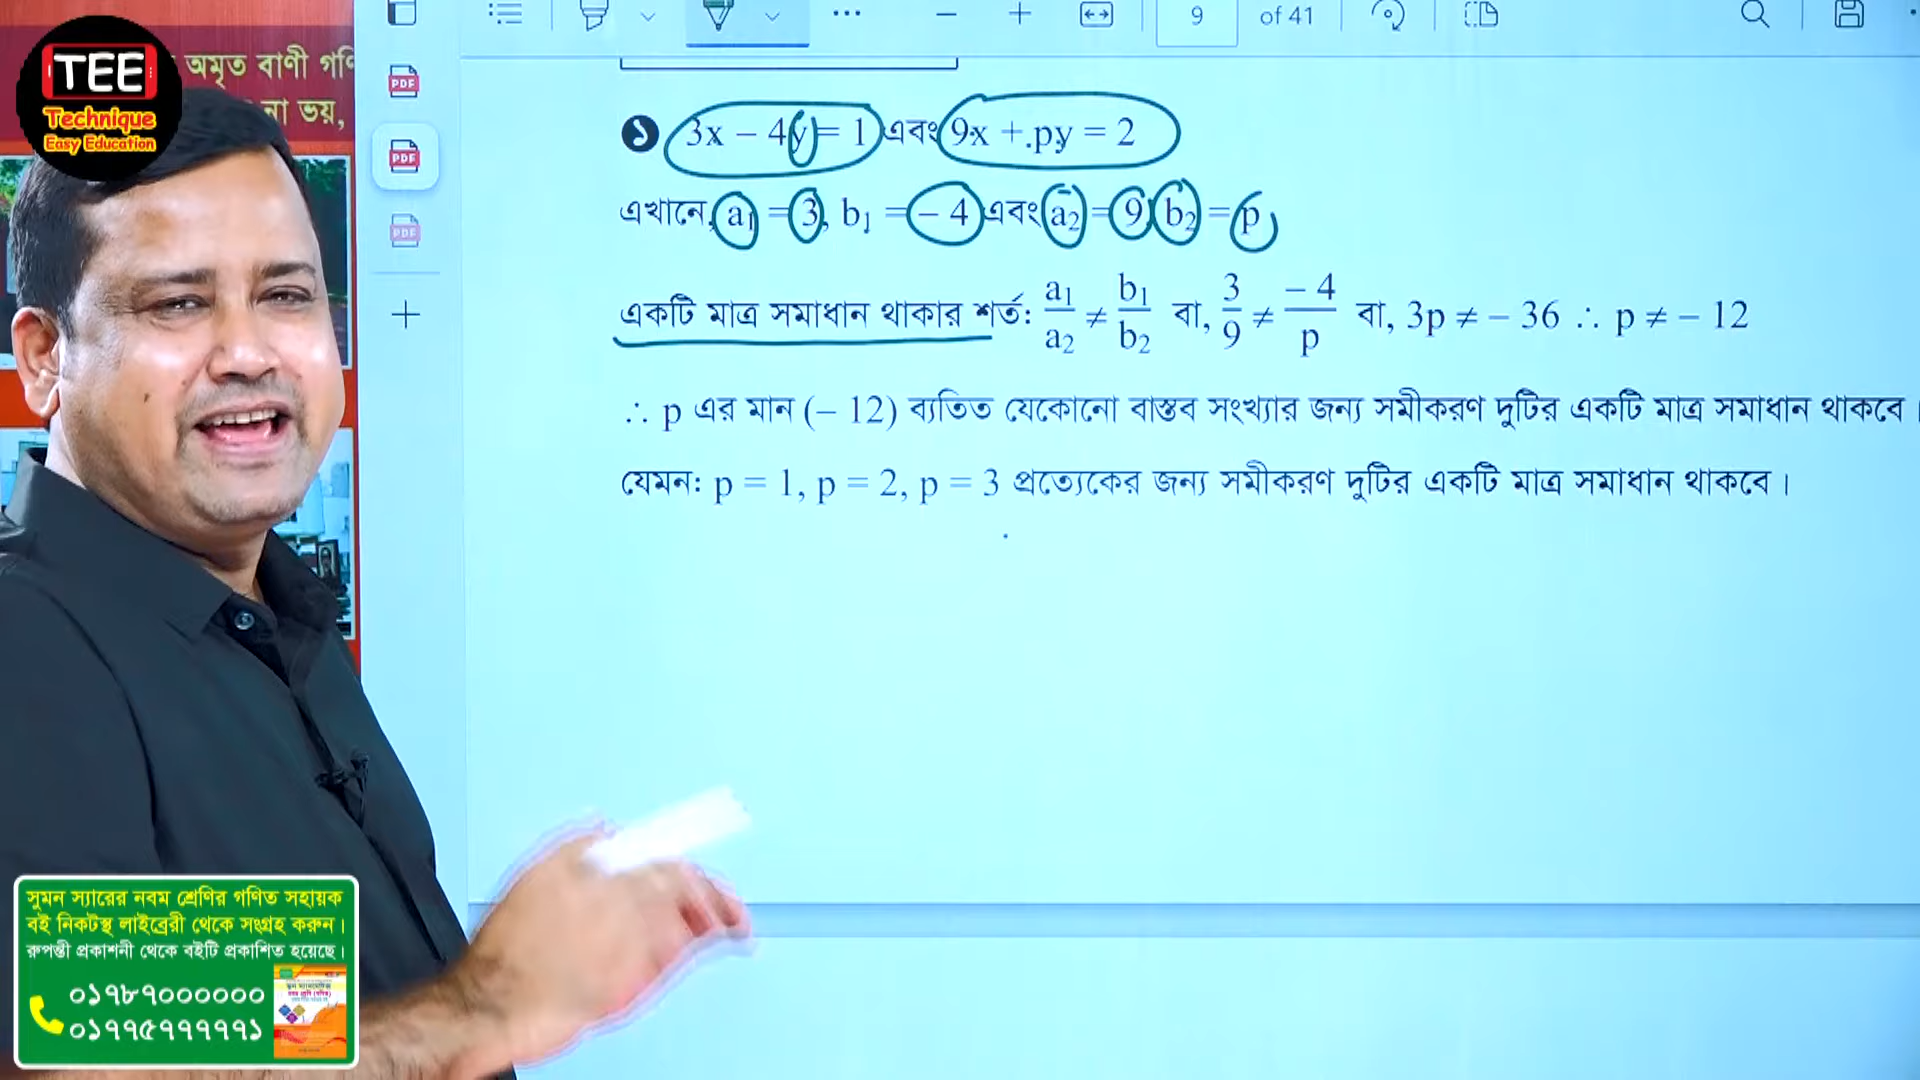 TEE
Technique
Easy Education
অমৃত বাণী গণি
না ভয়,
9 of 41
PDF
PDF
PDF
১ 3x – 4y = 1 এবং 9x + py = 2
এখানে, a₁ = 3, b₁ = – 4 এবং a₂ = 9, b₂ = p
একটি মাত্র সমাধান থাকার শর্ত: a₁/a₂ ≠ b₁/b₂ বা, 3/9 ≠ – 4/p বা, 3p ≠ – 36 ∴ p ≠ – 12
∴ p এর মান (– 12) ব্যতিত যেকোনো বাস্তব সংখ্যার জন্য সমীকরণ দুটির একটি মাত্র সমাধান থাকবে।
যেমন: p = 1, p = 2, p = 3 প্রত্যেকের জন্য সমীকরণ দুটির একটি মাত্র সমাধান থাকবে।
সুমন স্যারের নবম শ্রেণির গণিত সহায়ক
বই নিকটস্থ লাইব্রেরী থেকে সংগ্রহ করুন।
রুপন্তী প্রকাশনী থেকে বইটি প্রকাশিত হয়েছে।
০১৭৮৭০০০০০০
০১৭৭৫৭৭৭৭৭১